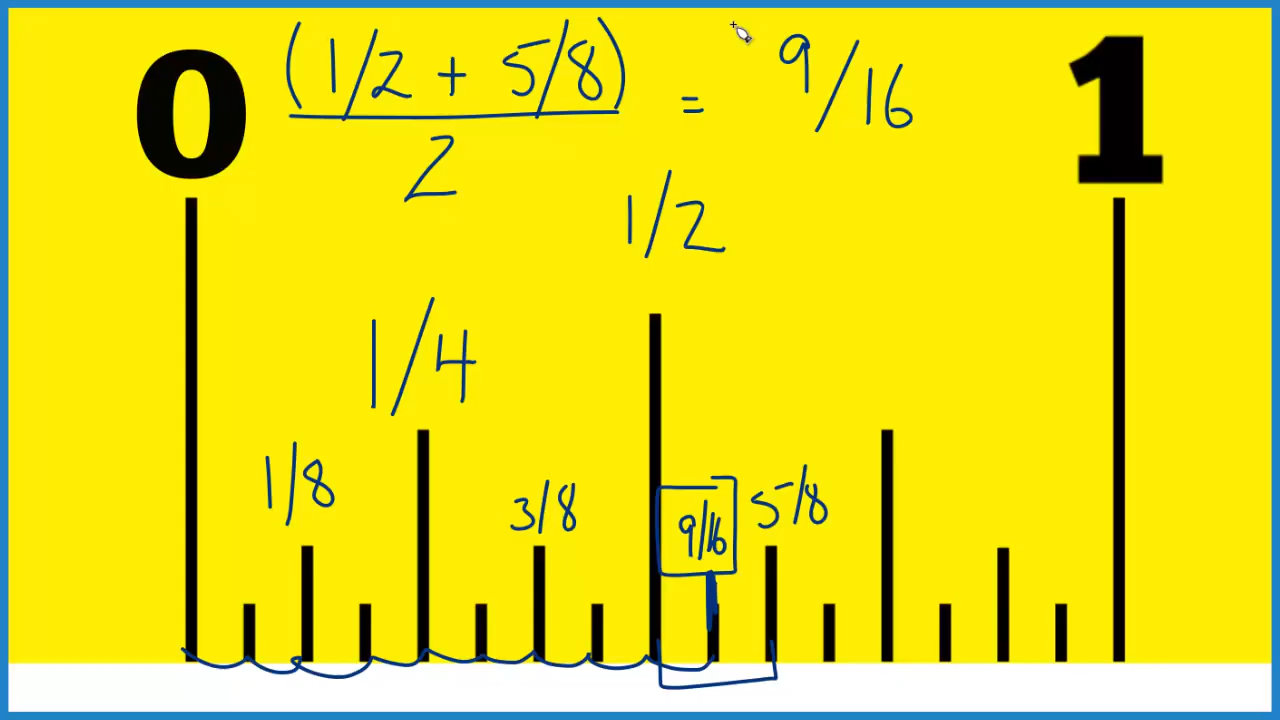 0 (1/2 + 5/8) = 9/16 1
2
1/2
1/4
1/8 3/8 9/16 5/8